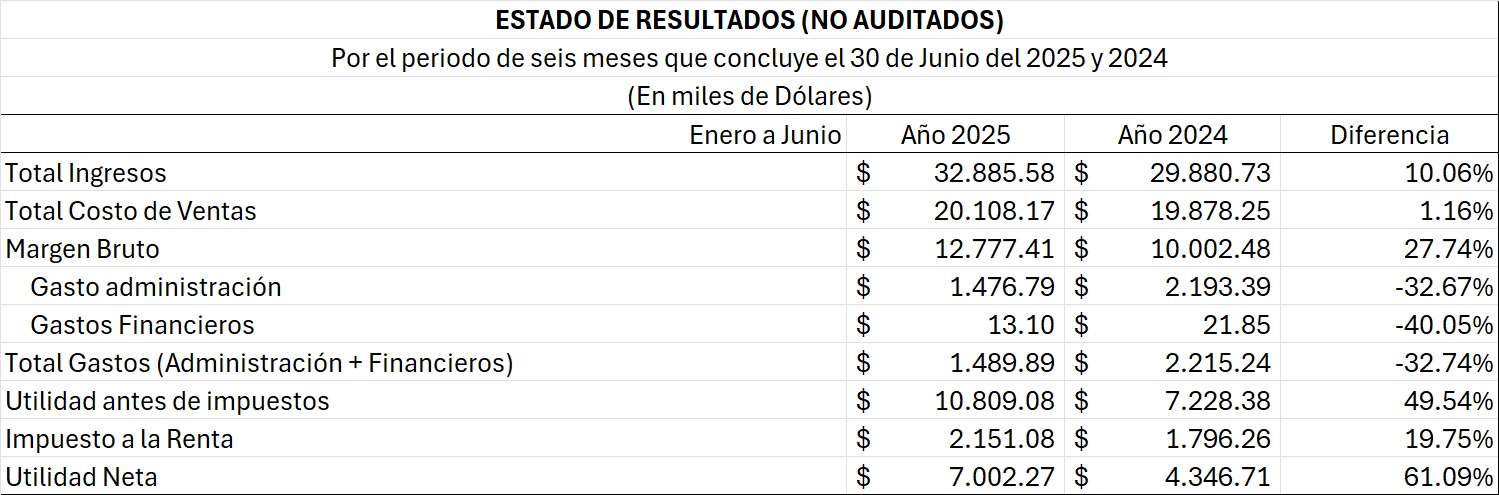 ESTADO DE RESULTADOS (NO AUDITADOS)
Por el periodo de seis meses que concluye el 30 de Junio del 2025 y 2024
(En miles de Dólares)
Enero a Junio Año 2025 Año 2024 Diferencia
Total Ingresos $ 32.885.58 $ 29.880.73 10.06%
Total Costo de Ventas $ 20.108.17 $ 19.878.25 1.16%
Margen Bruto $ 12.777.41 $ 10.002.48 27.74%
Gasto administración $ 1.476.79 $ 2.193.39 -32.67%
Gastos Financieros $ 13.10 $ 21.85 -40.05%
Total Gastos (Administración + Financieros) $ 1.489.89 $ 2.215.24 -32.74%
Utilidad antes de impuestos $ 10.809.08 $ 7.228.38 49.54%
Impuesto a la Renta $ 2.151.08 $ 1.796.26 19.75%
Utilidad Neta $ 7.002.27 $ 4.346.71 61.09%